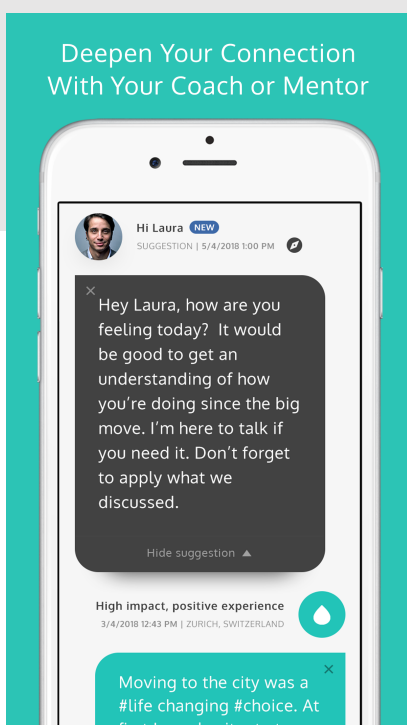 Deepen Your Connection
With Your Coach or Mentor
Hi Laura NEW
SUGGESTION | 5/4/2018 1:00 PM
Hey Laura, how are you
feeling today? It would
be good to get an
understanding of how
you're doing since the big
move. I'm here to talk if
you need it. Don't forget
to apply what we
discussed.
Hide suggestion
High impact, positive experience
3/4/2018 12:43 PM | ZURICH, SWITZERLAND
Moving to the city was a
#life changing #choice. At